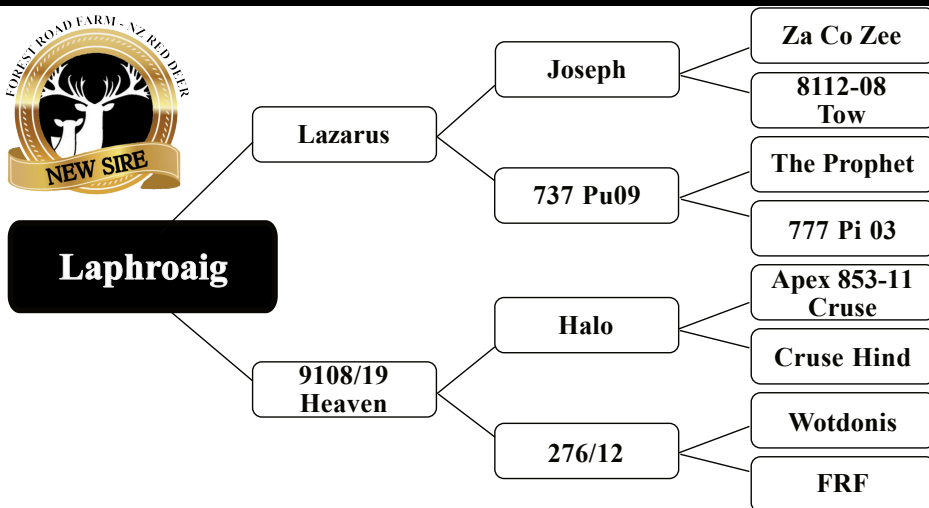 FOREST ROAD FARM - NZ RED DEER
NEW SIRE
Laphroaig
Lazarus
9108/19
Heaven
Joseph
737 Pu09
Halo
276/12
Za Co Zee
8112-08
Tow
The Prophet
777 Pi 03
Apex 853-11
Cruse
Cruse Hind
Wotdonis
FRF